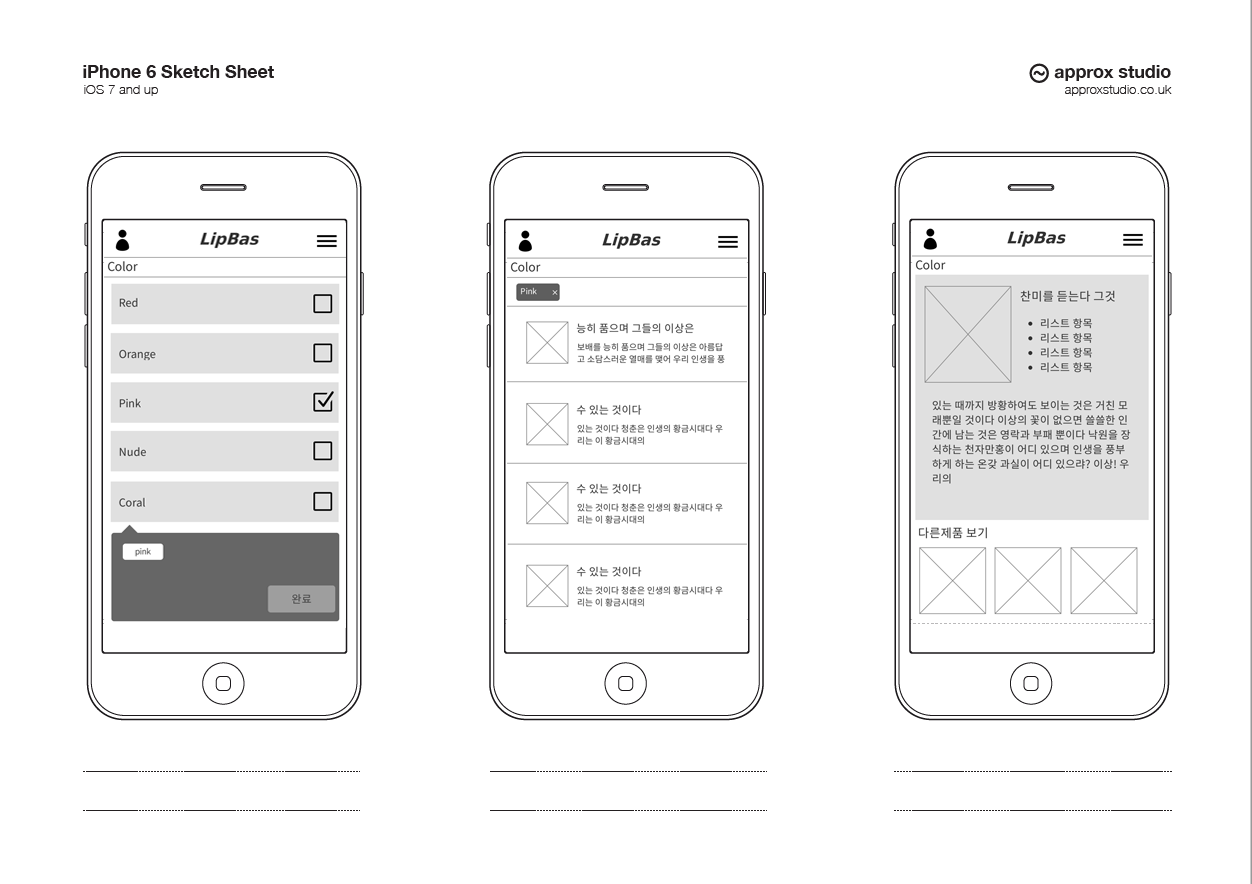 iPhone 6 Sketch Sheet
iOS 7 and up
approx studio
approxstudio.co.uk
LipBas
Color
Red
Orange
Pink
Nude
Coral
pink
완료
LipBas
Color
Pink ×
능히 품으며 그들의 이상은
보배를 능히 품으며 그들의 이상은 아름답
고 소담스러운 열매를 맺어 우리 인생을 풍
수 있는 것이다
있는 것이다 청춘은 인생의 황금시대다 우
리는 이 황금시대의
수 있는 것이다
있는 것이다 청춘은 인생의 황금시대다 우
리는 이 황금시대의
수 있는 것이다
있는 것이다 청춘은 인생의 황금시대다 우
리는 이 황금시대의
LipBas
Color
찬미를 듣는다 그것
• 리스트 항목
• 리스트 항목
• 리스트 항목
• 리스트 항목
있는 때까지 방황하여도 보이는 것은 거친 모
래뿐일 것이다 이상의 꽃이 없으면 쓸쓸한 인
간에 남는 것은 영락과 부패 뿐이다 낙원을 장
식하는 천자만홍이 어디 있으며 인생을 풍부
하게 하는 온갖 과실이 어디 있으랴? 이상! 우
리의
다른제품 보기